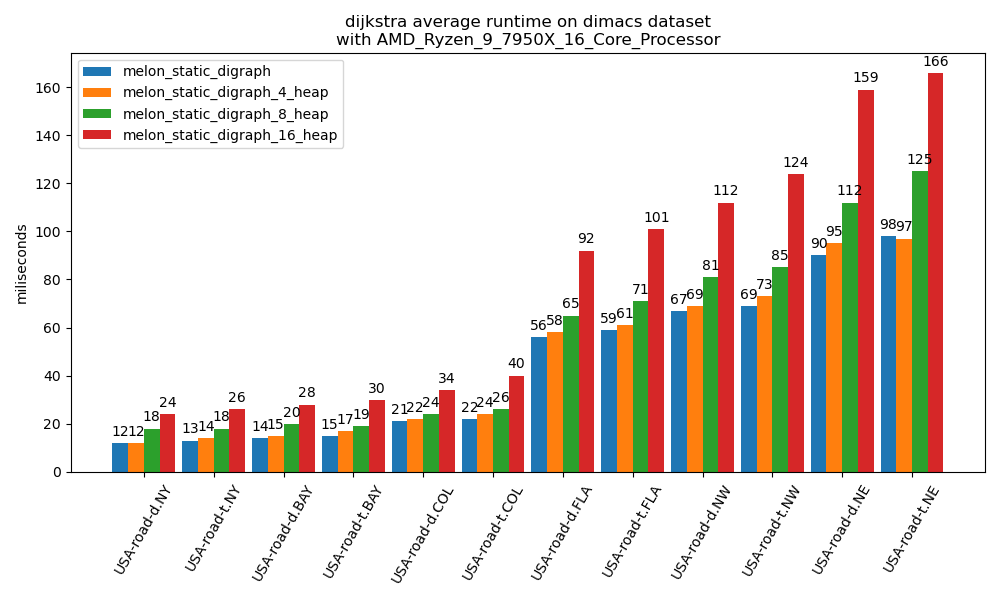 dijkstra average runtime on dimacs dataset
with AMD_Ryzen_9_7950X_16_Core_Processor
melon_static_digraph
melon_static_digraph_4_heap
melon_static_digraph_8_heap
melon_static_digraph_16_heap
miliseconds
160
140
120
100
80
60
40
20
0
12 12 18 24
13 14 18 26
14 15 20 28
15 17 19 30
21 22 24 34
22 24 26 40
56 58 65 92
59 61 71 101
67 69 81 112
69 73 85 124
90 95 112 159
98 97 125 166
USA-road-d.NY
USA-road-t.NY
USA-road-d.BAY
USA-road-t.BAY
USA-road-d.COL
USA-road-t.COL
USA-road-d.FLA
USA-road-t.FLA
USA-road-d.NW
USA-road-t.NW
USA-road-d.NE
USA-road-t.NE